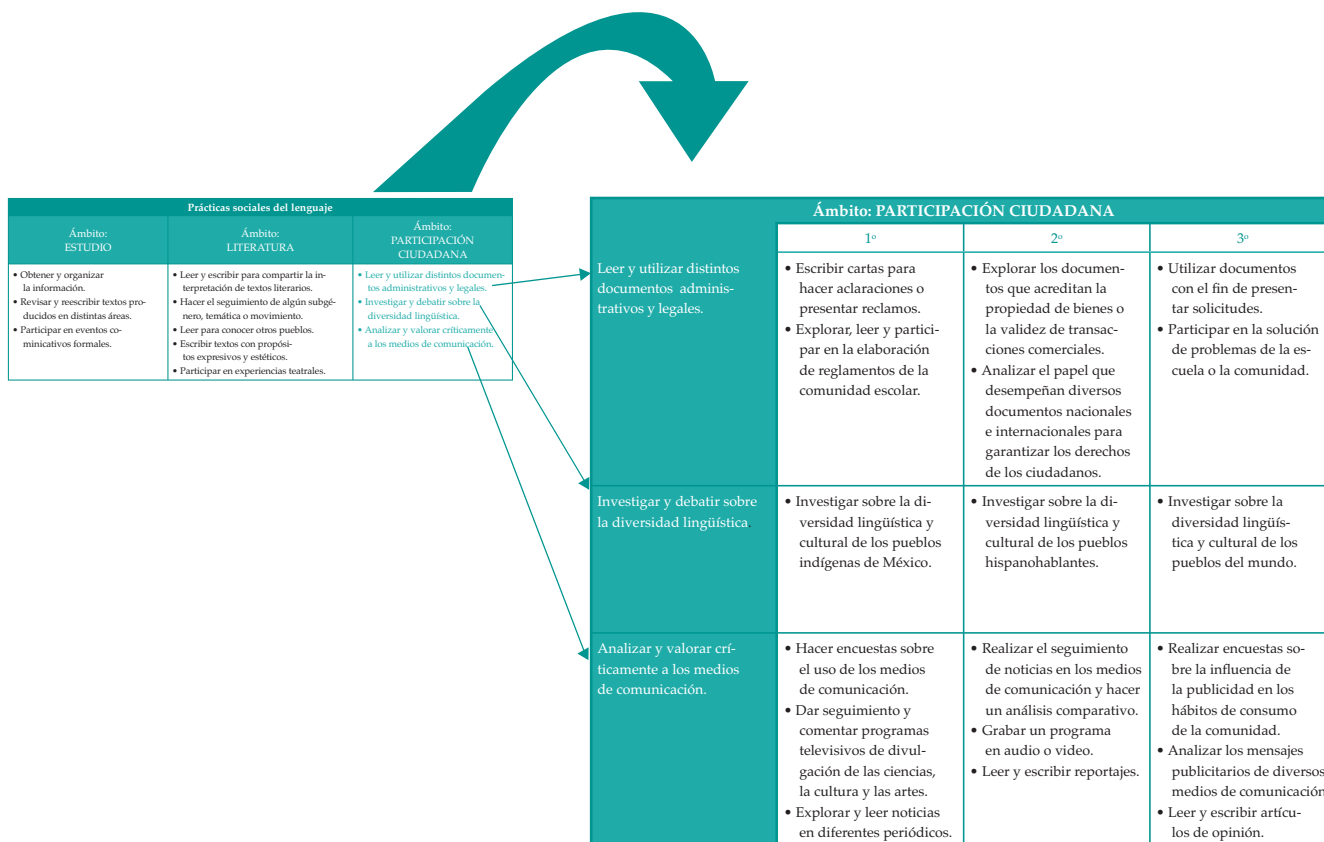 Prácticas sociales del lenguaje
Ámbito:
ESTUDIO
Ámbito:
LITERATURA
Ámbito:
PARTICIPACIÓN
CIUDADANA
• Obtener y organizar
la información.
• Revisar y reescribir textos pro-
ducidos en distintas áreas.
• Participar en eventos co-
minicativos formales.
• Leer y escribir para compartir la in-
terpretación de textos literarios.
• Hacer el seguimiento de algún subgé-
nero, temática o movimiento.
• Leer para conocer otros pueblos.
• Escribir textos con propósi-
tos expresivos y estéticos.
• Participar en experiencias teatrales.
• Leer y utilizar distintos documen-
tos administrativos y legales.
• Investigar y debatir sobre la
diversidad lingüística.
• Analizar y valorar críticamente
a los medios de comunicación.
Ámbito: PARTICIPACIÓN CIUDADANA
1º
2º
3º
Leer y utilizar distintos
documentos adminis-
trativos y legales.
• Escribir cartas para
hacer aclaraciones o
presentar reclamos.
• Explorar, leer y partici-
par en la elaboración
de reglamentos de la
comunidad escolar.
• Explorar los documen-
tos que acreditan la
propiedad de bienes o
la validez de transac-
ciones comerciales.
• Analizar el papel que
desempeñan diversos
documentos nacionales
e internacionales para
garantizar los derechos
de los ciudadanos.
• Utilizar documentos
con el fin de presen-
tar solicitudes.
• Participar en la solución
de problemas de la es-
cuela o la comunidad.
Investigar y debatir sobre
la diversidad lingüística.
• Investigar sobre la di-
versidad lingüística y
cultural de los pueblos
indígenas de México.
• Investigar sobre la di-
versidad lingüística y
cultural de los pueblos
hispanohablantes.
• Investigar sobre la
diversidad lingüís-
tica y cultural de los
pueblos del mundo.
Analizar y valorar crí-
ticamente a los medios
de comunicación.
• Hacer encuestas sobre
el uso de los medios
de comunicación.
• Dar seguimiento y
comentar programas
televisivos de divul-
gación de las ciencias,
la cultura y las artes.
• Explorar y leer noticias
en diferentes periódicos.
• Realizar el seguimiento
de noticias en los medios
de comunicación y hacer
un análisis comparativo.
• Grabar un programa
en audio o video.
• Leer y escribir reportajes.
• Realizar encuestas so-
bre la influencia de
la publicidad en los
hábitos de consumo
de la comunidad.
• Analizar los mensajes
publicitarios de diversos
medios de comunicación
• Leer y escribir artícu-
los de opinión.